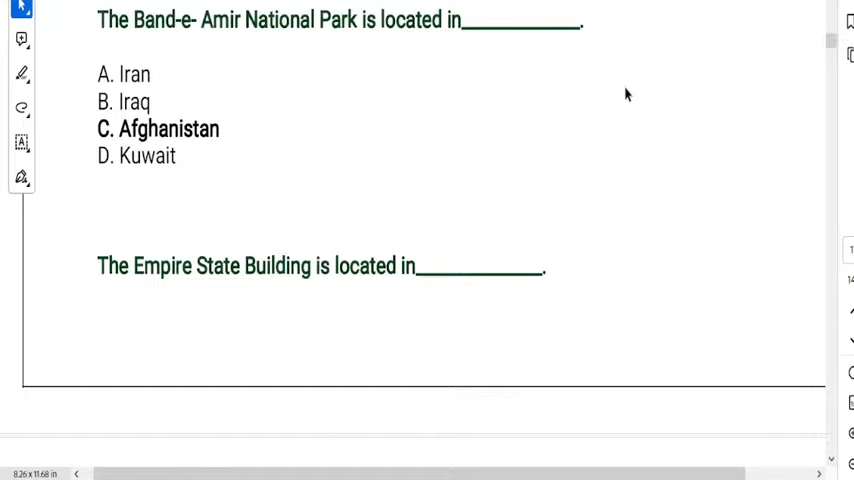 The Band-e- Amir National Park is located in____________.
A. Iran
B. Iraq
C. Afghanistan
D. Kuwait
The Empire State Building is located in_____________.
8.26 x 11.68 in